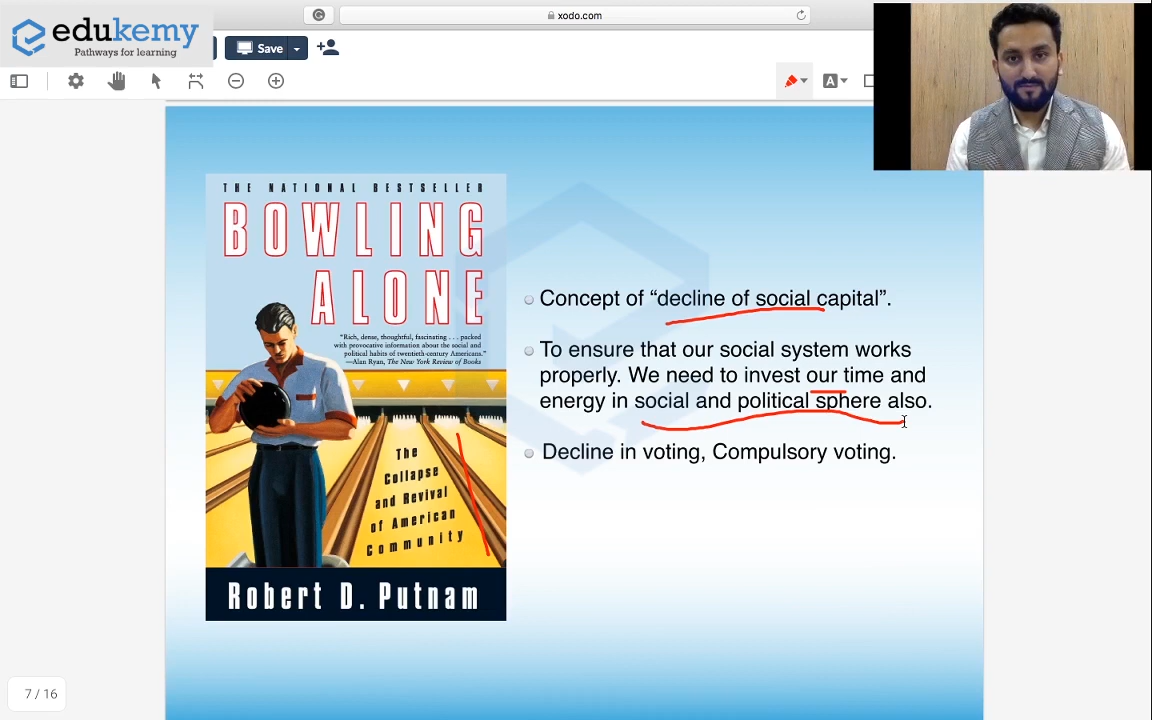 edukemy
Pathways for learning
xodo.com
Save
A
THE NATIONAL BESTSELLER
BOWLING
ALONE
"Rich, dense, thoughtful, fascinating . . . packed
with provocative information about the social and
political habits of twentieth-century Americans."
—Alan Ryan, The New York Review of Books
The
Collapse
and Revival
of American
Community
Robert D. Putnam
Concept of “decline of social capital”.
To ensure that our social system works
properly. We need to invest our time and
energy in social and political sphere also.
Decline in voting, Compulsory voting.
7 / 16